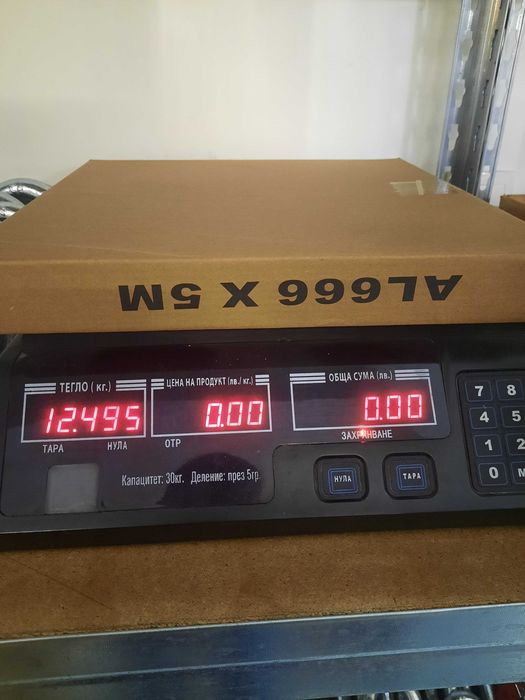 AL666 X 5M
ТЕГЛО ( кг.)
12.495
ТАРА НУЛА
ЦЕНА НА ПРОДУКТ (лв./ кг.)
0.00
ОТР
ОБЩА СУМА (лв.)
0.00
ЗАХРАНВАНЕ
Капацитет: 30кг. Деление: през 5гр.
НУЛА
ТАРА
7 8
4 5
1 2
0